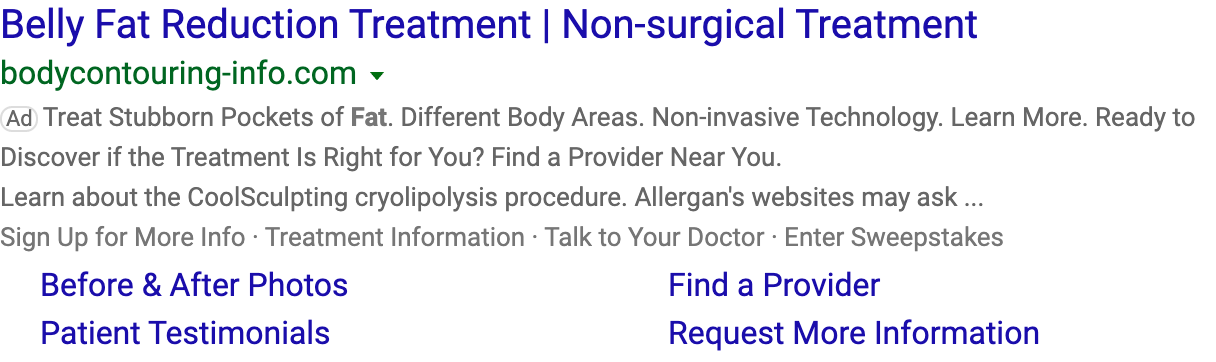 Belly Fat Reduction Treatment | Non-surgical Treatment
bodycontouring-info.com
Ad Treat Stubborn Pockets of Fat. Different Body Areas. Non-invasive Technology. Learn More. Ready to
Discover if the Treatment Is Right for You? Find a Provider Near You.
Learn about the CoolSculpting cryolipolysis procedure. Allergan's websites may ask ...
Sign Up for More Info · Treatment Information · Talk to Your Doctor · Enter Sweepstakes
Before & After Photos
Find a Provider
Patient Testimonials
Request More Information